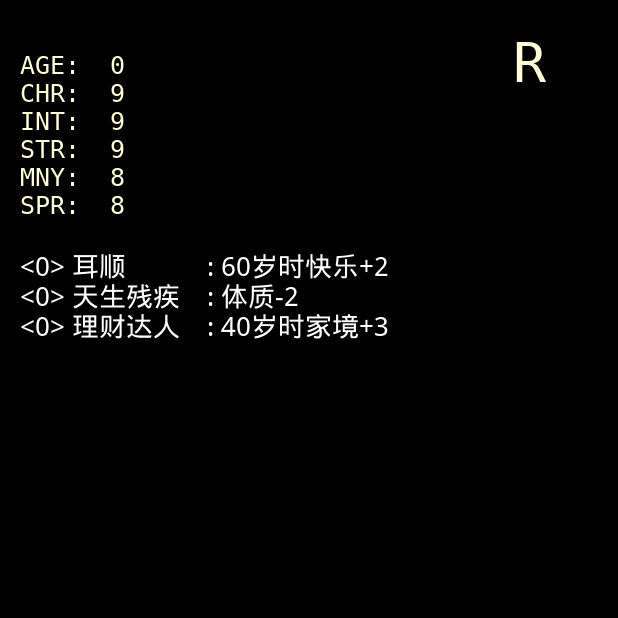 R
AGE: 0
CHR: 9
INT: 9
STR: 9
MNY: 8
SPR: 8
<0> 耳顺 : 60岁时快乐+2
<0> 天生残疾 : 体质-2
<0> 理财达人 : 40岁时家境+3